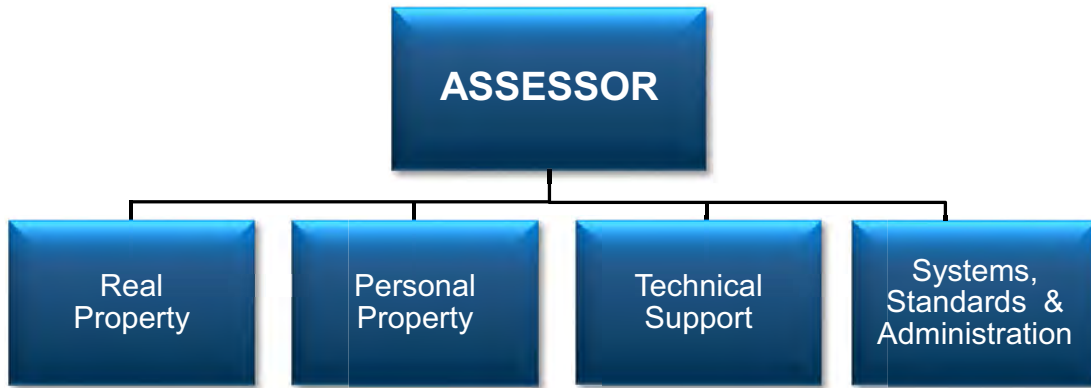 ASSESSOR
Real
Property
Personal
Property
Technical
Support
Systems,
Standards & 
Administration